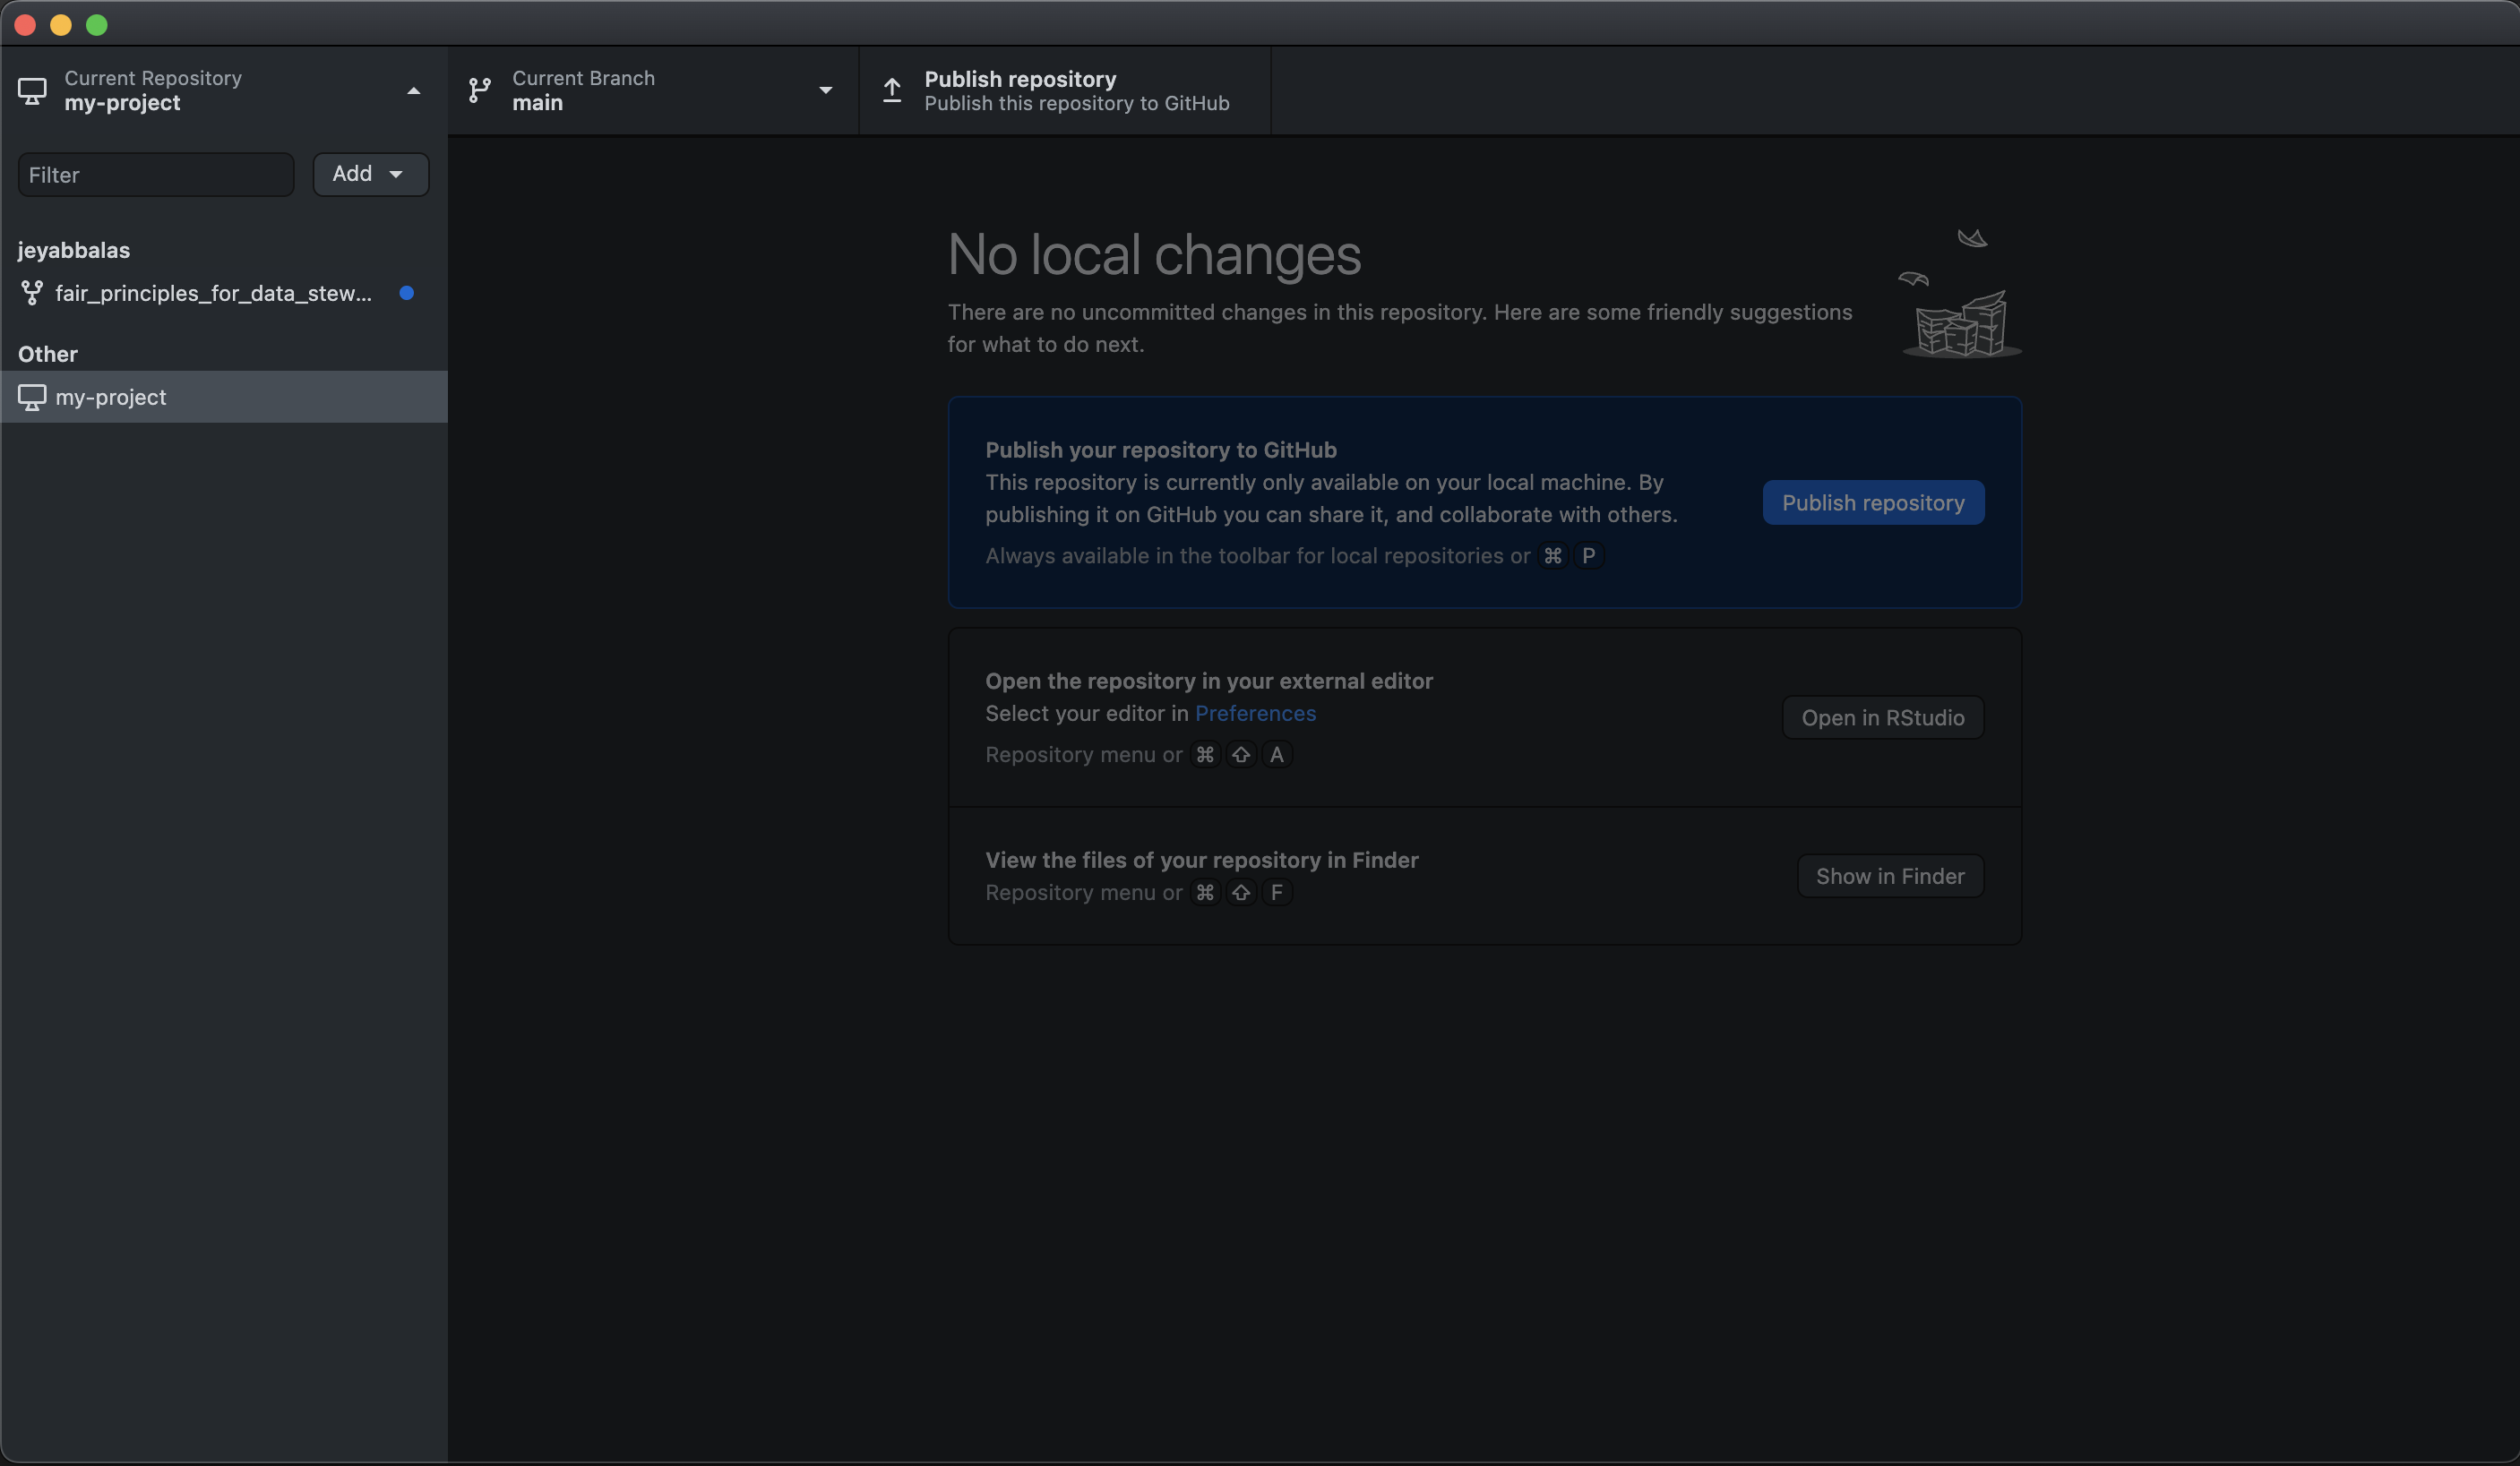 Current Repository
my-project
Current Branch
main
Publish repository
Publish this repository to GitHub
Filter
Add
jeyabbalas
fair_principles_for_data_stew...
Other
my-project
No local changes
There are no uncommitted changes in this repository. Here are some friendly suggestions
for what to do next.
Publish your repository to GitHub
This repository is currently only available on your local machine. By
publishing it on GitHub you can share it, and collaborate with others.
Always available in the toolbar for local repositories or ⌘ P
Publish repository
Open the repository in your external editor
Select your editor in Preferences
Repository menu or ⌘ ⇧ A
Open in RStudio
View the files of your repository in Finder
Repository menu or ⌘ ⇧ F
Show in Finder